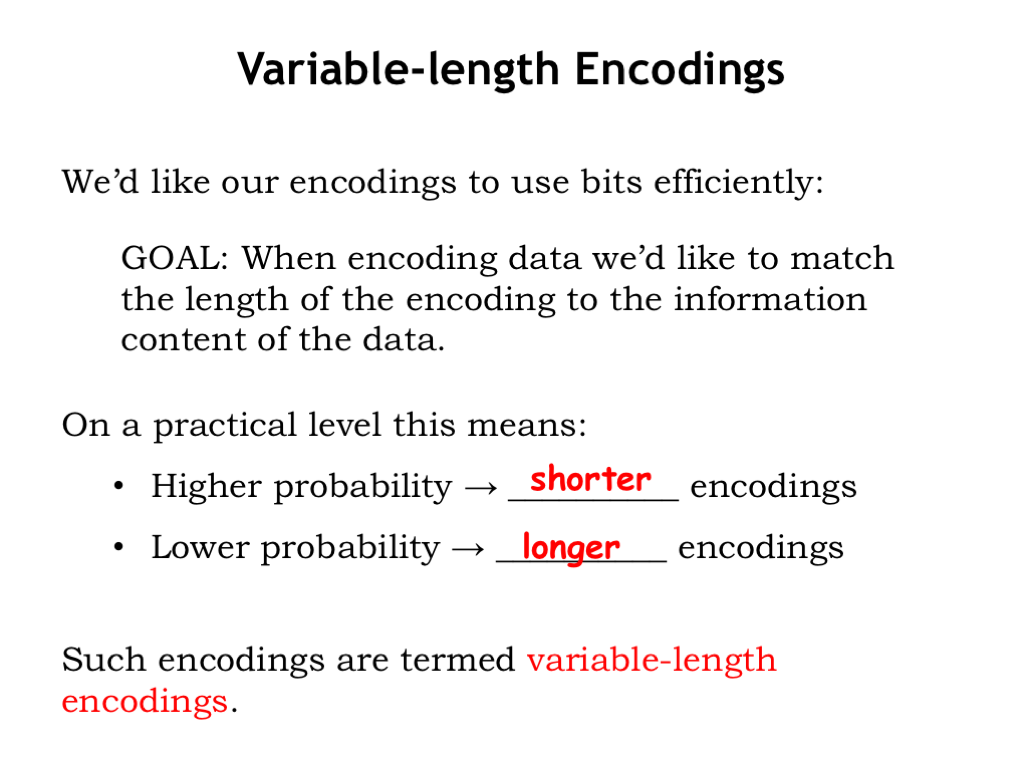 Variable-length Encodings
We’d like our encodings to use bits efficiently:
GOAL: When encoding data we’d like to match
the length of the encoding to the information
content of the data.
On a practical level this means:
• Higher probability → shorter encodings
• Lower probability → longer encodings
Such encodings are termed variable-length
encodings.